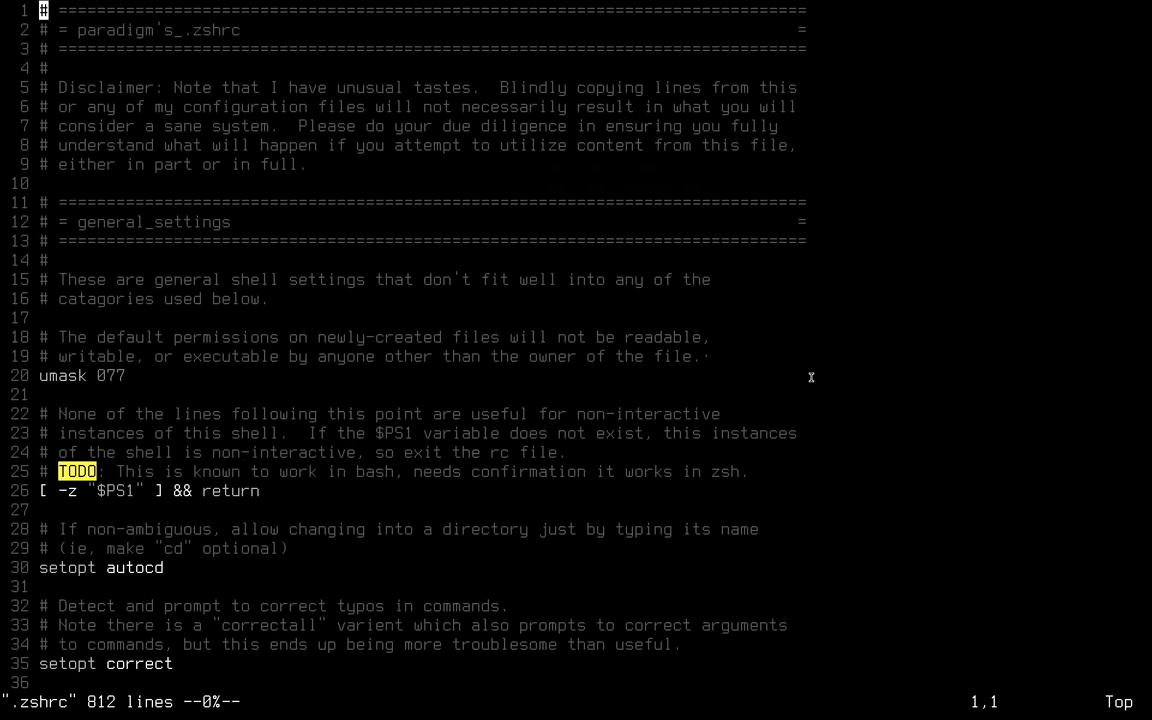 1 # ==============================================================================
2 # = paradigm's_.zshrc                                                          =
3 # ==============================================================================
4 #
5 # Disclaimer: Note that I have unusual tastes.  Blindly copying lines from this
6 # or any of my configuration files will not necessarily result in what you will
7 # consider a sane system.  Please do your due diligence in ensuring you fully
8 # understand what will happen if you attempt to utilize content from this file,
9 # either in part or in full.
10
11 # ==============================================================================
12 # = general_settings                                                           =
13 # ==============================================================================
14 #
15 # These are general shell settings that don't fit well into any of the
16 # catagories used below.
17
18 # The default permissions on newly-created files will not be readable,
19 # writable, or executable by anyone other than the owner of the file.·
20 umask 077
21
22 # None of the lines following this point are useful for non-interactive
23 # instances of this shell.  If the $PS1 variable does not exist, this instances
24 # of the shell is non-interactive, so exit the rc file.
25 # TODO: This is known to work in bash, needs confirmation it works in zsh.
26 [ -z "$PS1" ] && return
27
28 # If non-ambiguous, allow changing into a directory just by typing its name
29 # (ie, make "cd" optional)
30 setopt autocd
31
32 # Detect and prompt to correct typos in commands.
33 # Note there is a "correctall" varient which also prompts to correct arguments
34 # to commands, but this ends up being more troublesome than useful.
35 setopt correct
36
".zshrc" 812 lines --0%-- 1,1 Top